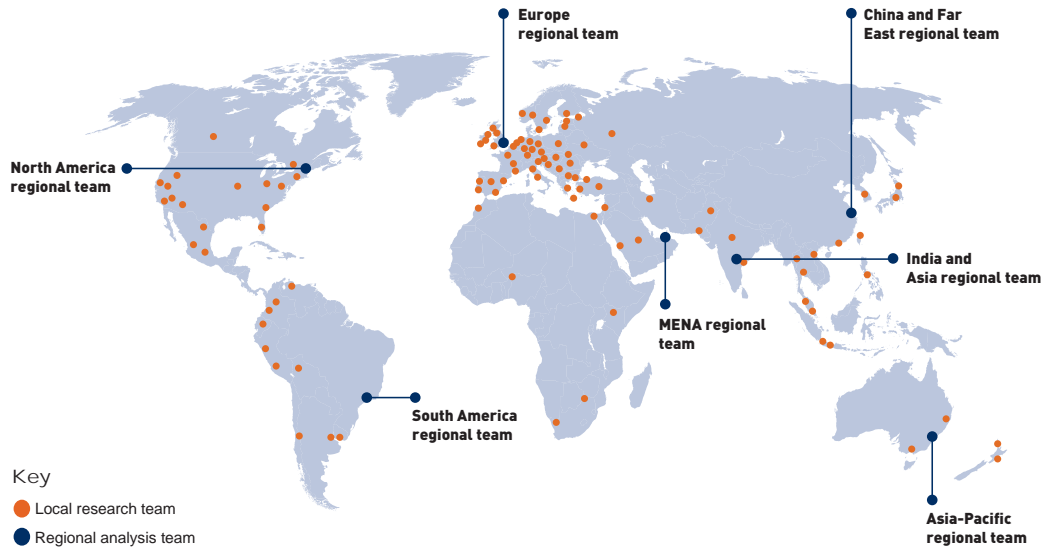 Europe
regional team
China and Far
East regional team
North America
regional team
India and
Asia regional team
MENA regional
team
South America
regional team
Key
Local research team
Regional analysis team
Asia-Pacific
regional team